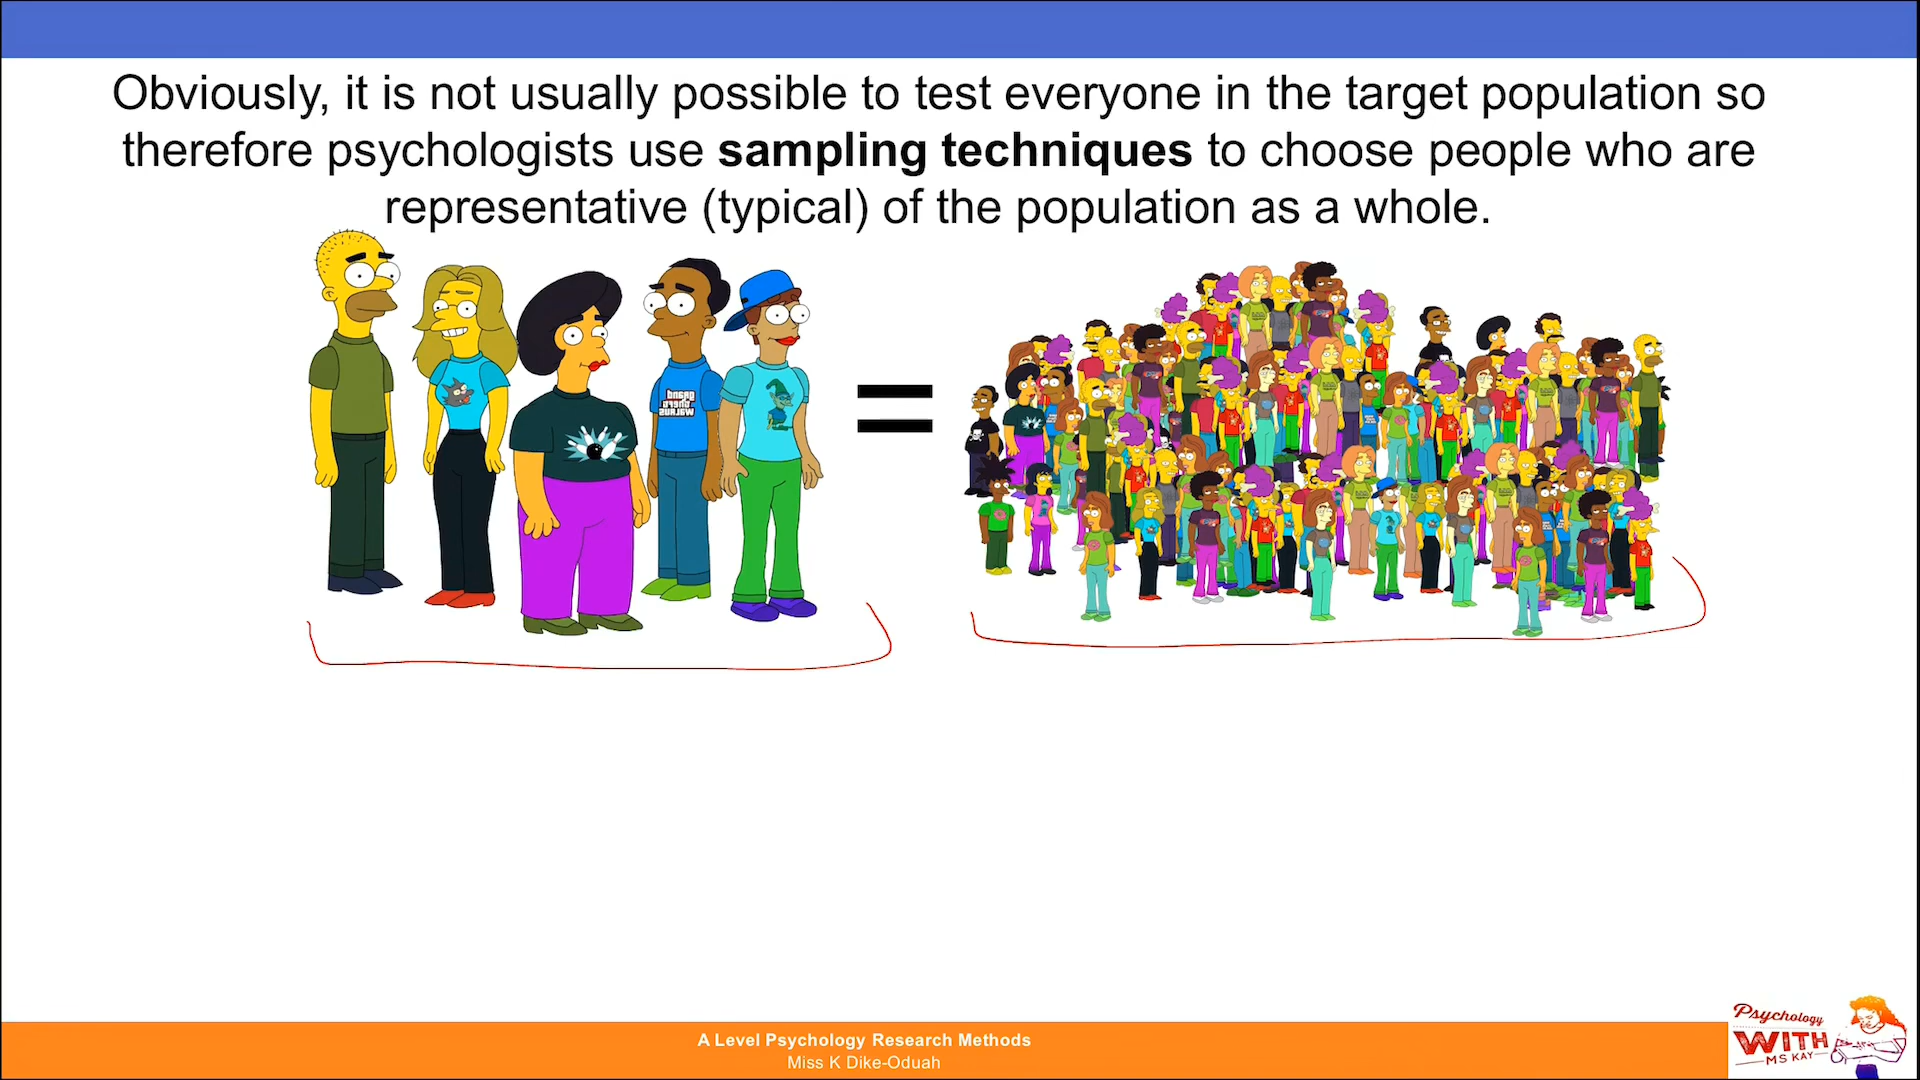 Obviously, it is not usually possible to test everyone in the target population so
therefore psychologists use sampling techniques to choose people who are
representative (typical) of the population as a whole.
A Level Psychology Research Methods
Miss K Dike-Oduah
Psychology
WITH
MS KAY